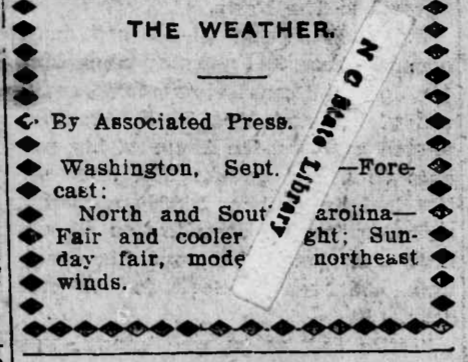 THE WEATHER.
By Associated Press.
Washington, Sept. —Fore-
cast:
North and Sout arolina—
Fair and cooler ght; Sun-
day fair, mode northeast
winds.
N C State Library